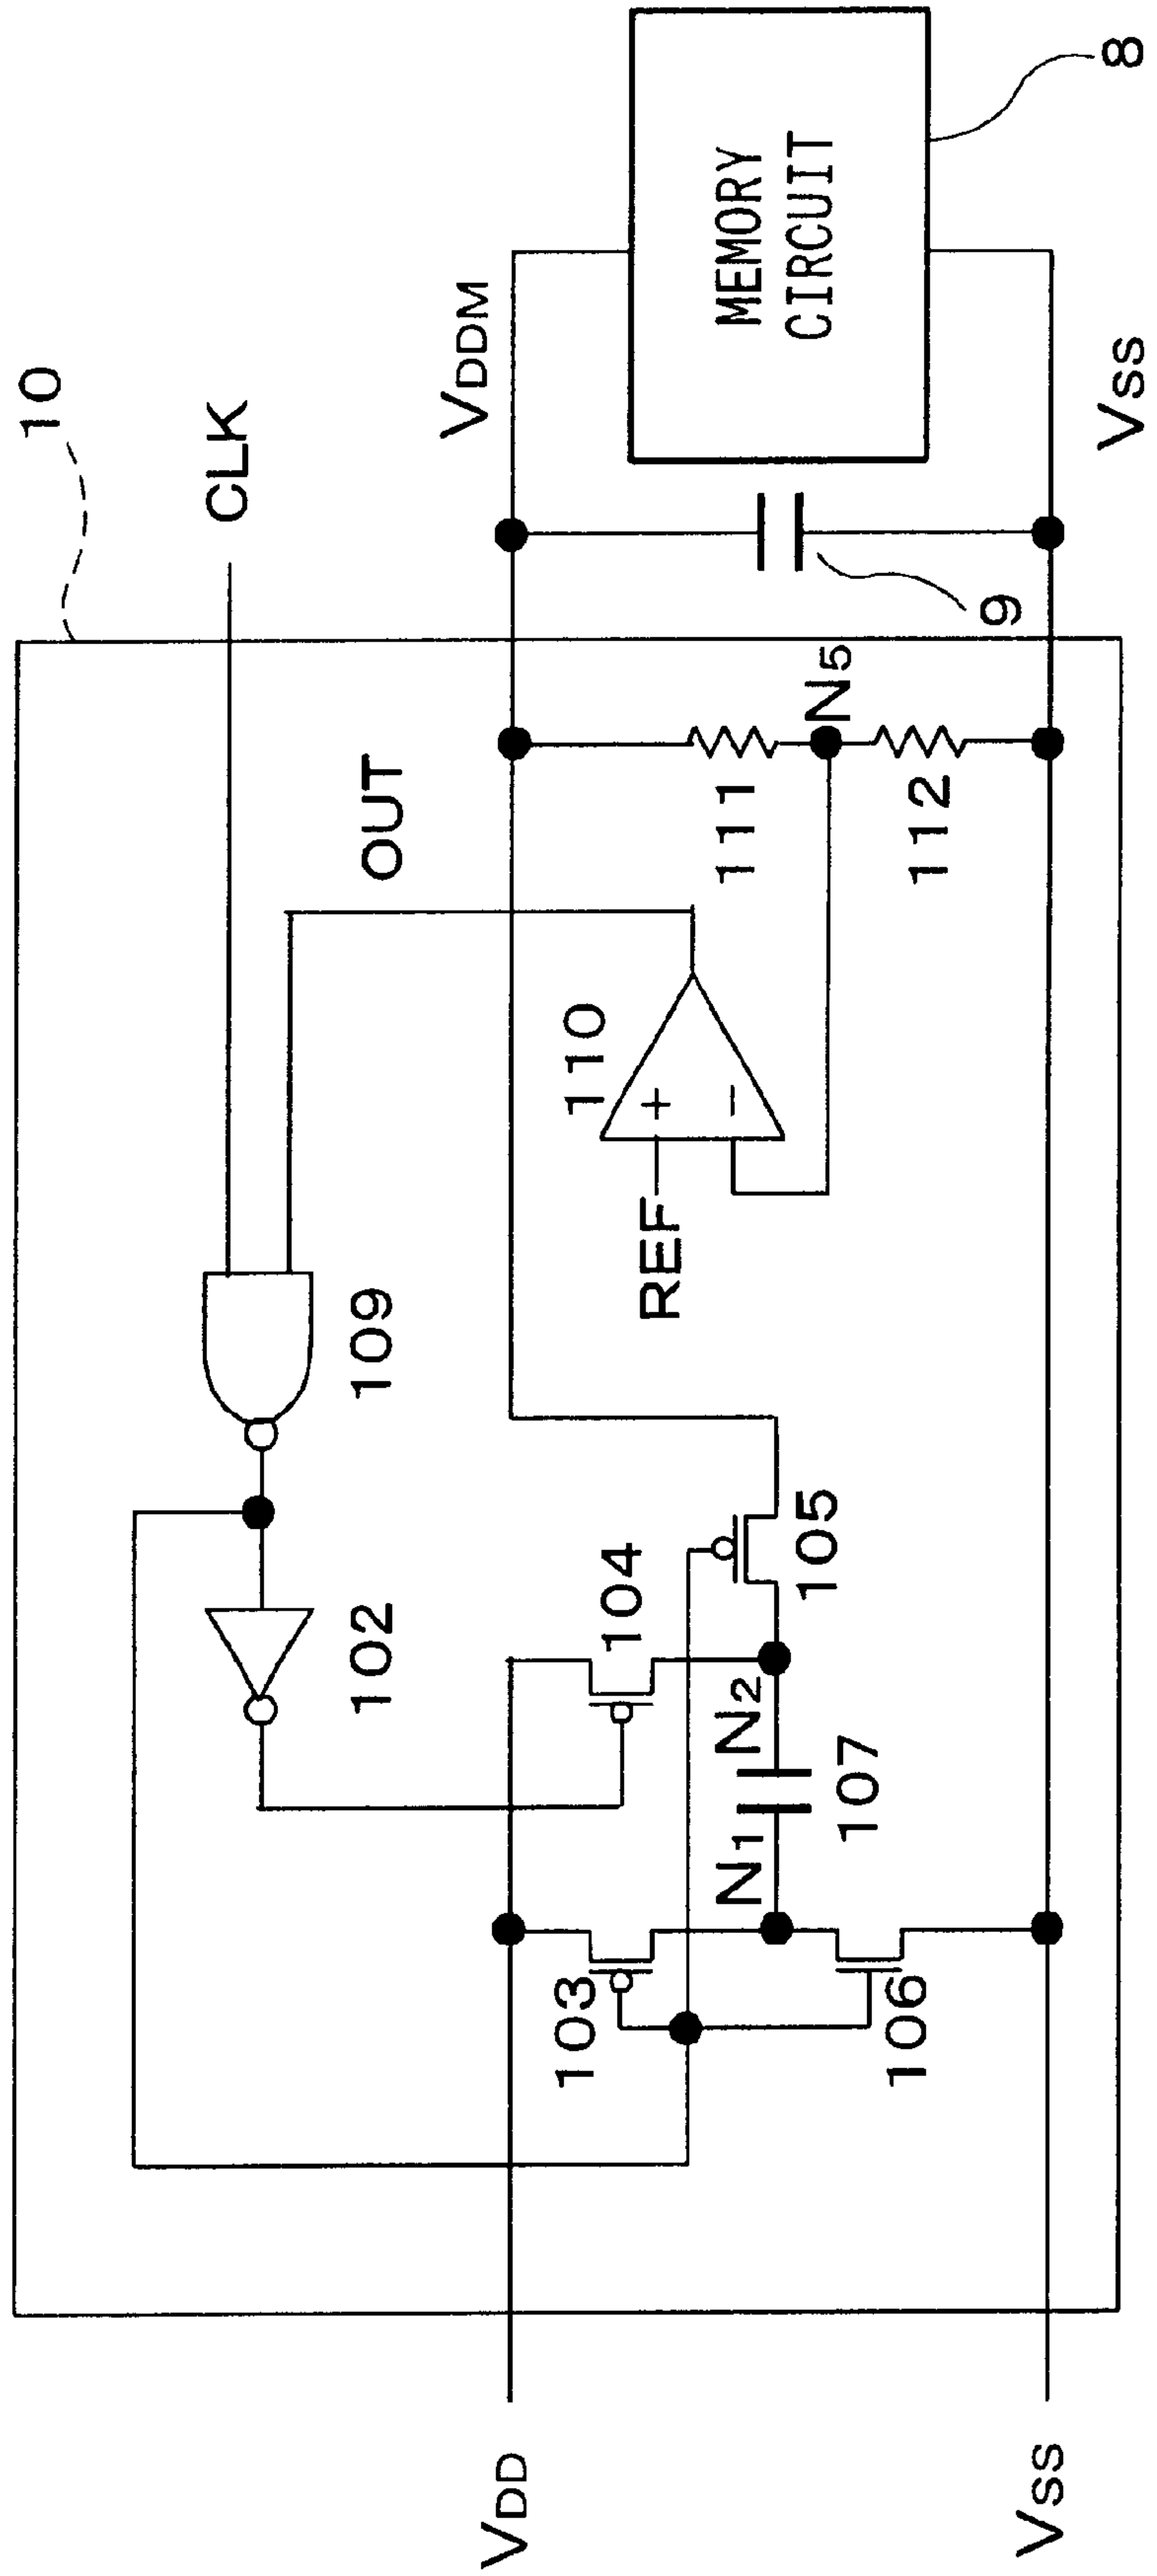 10
CLK
OUT
109
102
VDDM
104
110
REF
+
−
105
N2
N1
107
103
106
111
N5
112
9
MEMORY
CIRCUIT
8
VDD
VSS
VSS